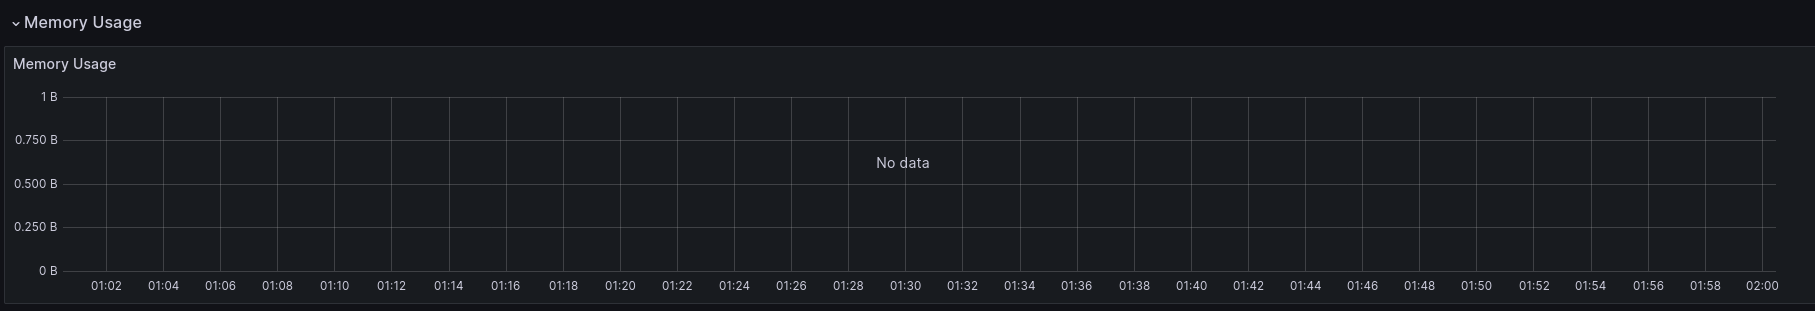 Memory Usage
Memory Usage
1 B
0.750 B
No data
0.500 B
0.250 B
0 B
01:02 01:04 01:06 01:08 01:10 01:12 01:14 01:16 01:18 01:20 01:22 01:24 01:26 01:28 01:30 01:32 01:34 01:36 01:38 01:40 01:42 01:44 01:46 01:48 01:50 01:52 01:54 01:56 01:58 02:00